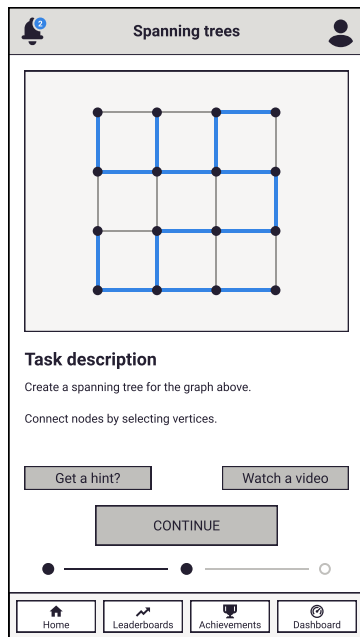 2
Spanning trees
Task description
Create a spanning tree for the graph above.
Connect nodes by selecting vertices.
Get a hint?
Watch a video
CONTINUE
Home
Leaderboards
Achievements
Dashboard